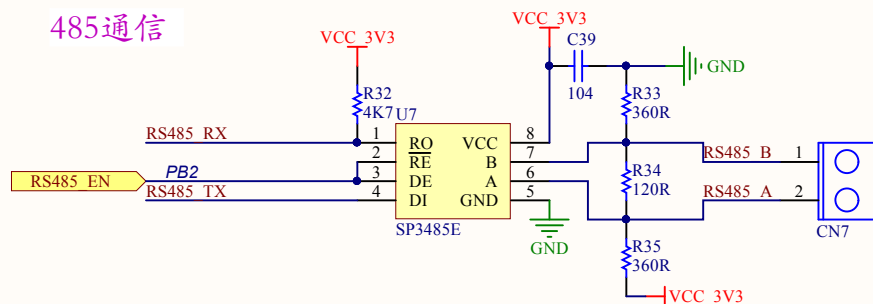 485通信
VCC_3V3
VCC_3V3
C39
104
GND
R32
4K7
U7
R33
360R
RS485_RX
1
RO
VCC
8
2
RE
B
7
RS485_B
1
RS485_EN
PB2
3
DE
A
6
R34
120R
RS485_TX
4
DI
GND
5
RS485_A
2
SP3485E
GND
R35
360R
CN7
VCC_3V3